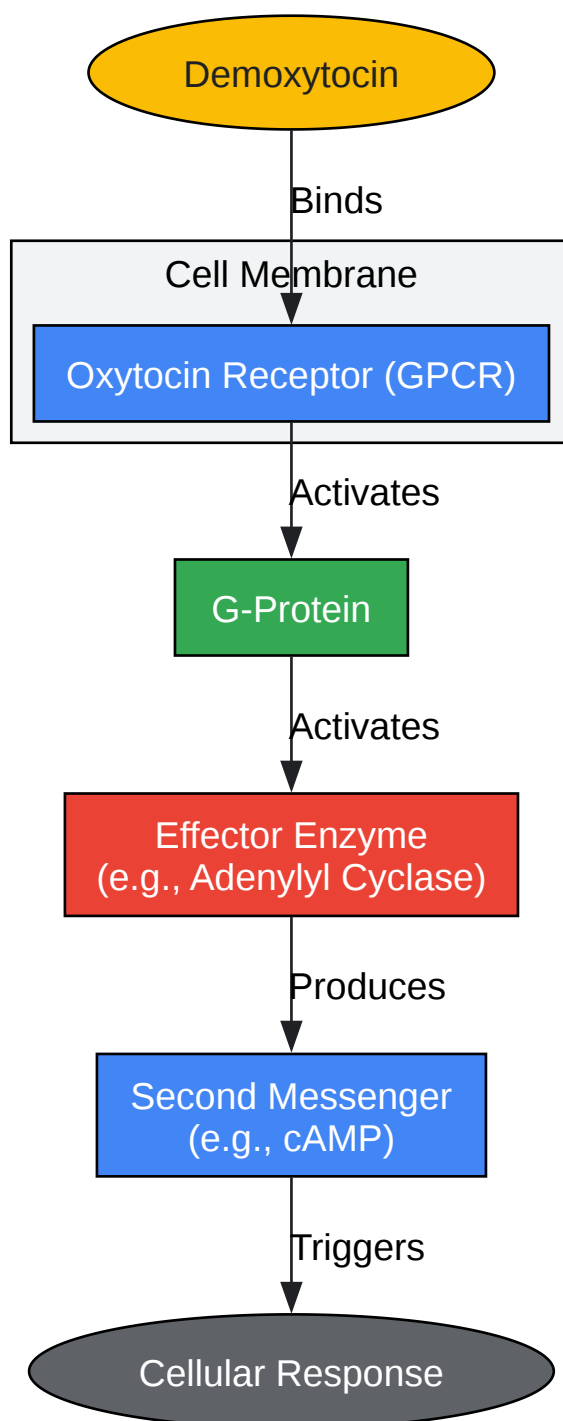 Demoxytocin
Binds
Cell Membrane
Oxytocin Receptor (GPCR)
Activates
G-Protein
Activates
Effector Enzyme
(e.g., Adenylyl Cyclase)
Produces
Second Messenger
(e.g., cAMP)
Triggers
Cellular Response